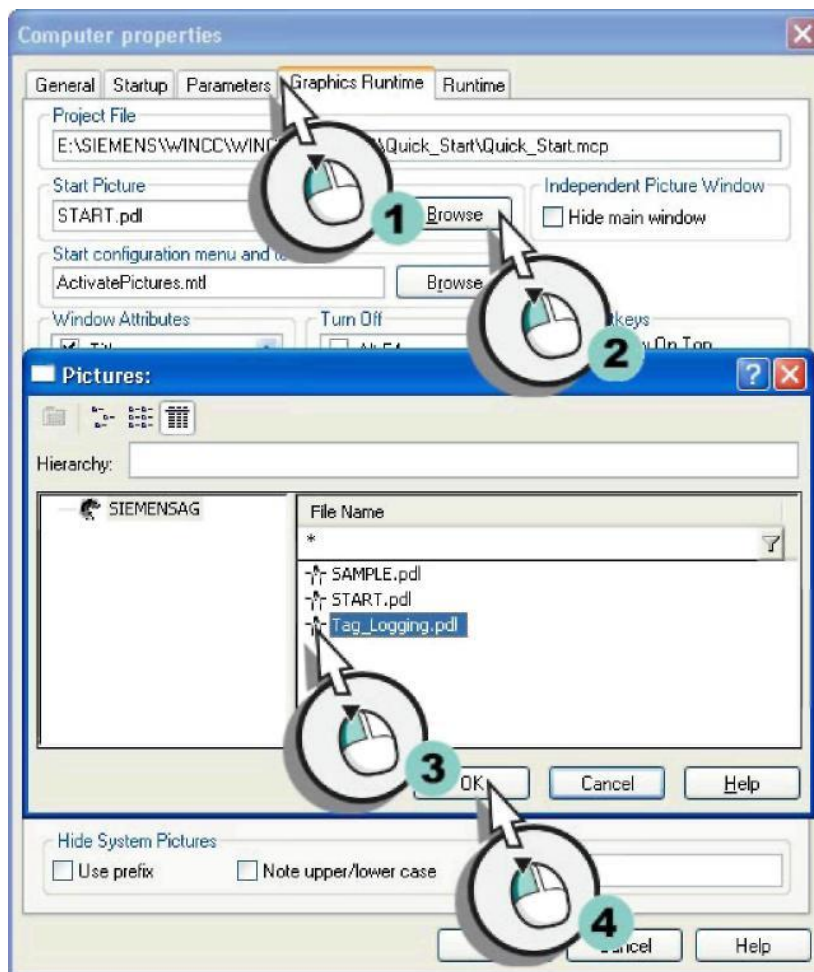 Computer properties
General Startup Parameters Graphics Runtime Runtime
Project File
E:\SIEMENS\WINCC\WINC \Quick_Start\Quick_Start.mcp
Start Picture
START.pdl
1
Browse
Independent Picture Window
Hide main window
Start configuration menu and
ActivatePictures.mtl
Browse
Window Attributes
Turn Off
2
Pictures:
Hierarchy:
SIEMENSAG
File Name
*
SAMPLE.pdl
START.pdl
Tag_Logging.pdl
3
OK Cancel Help
Hide System Pictures
Use prefix Note upper/lower case
4
Help